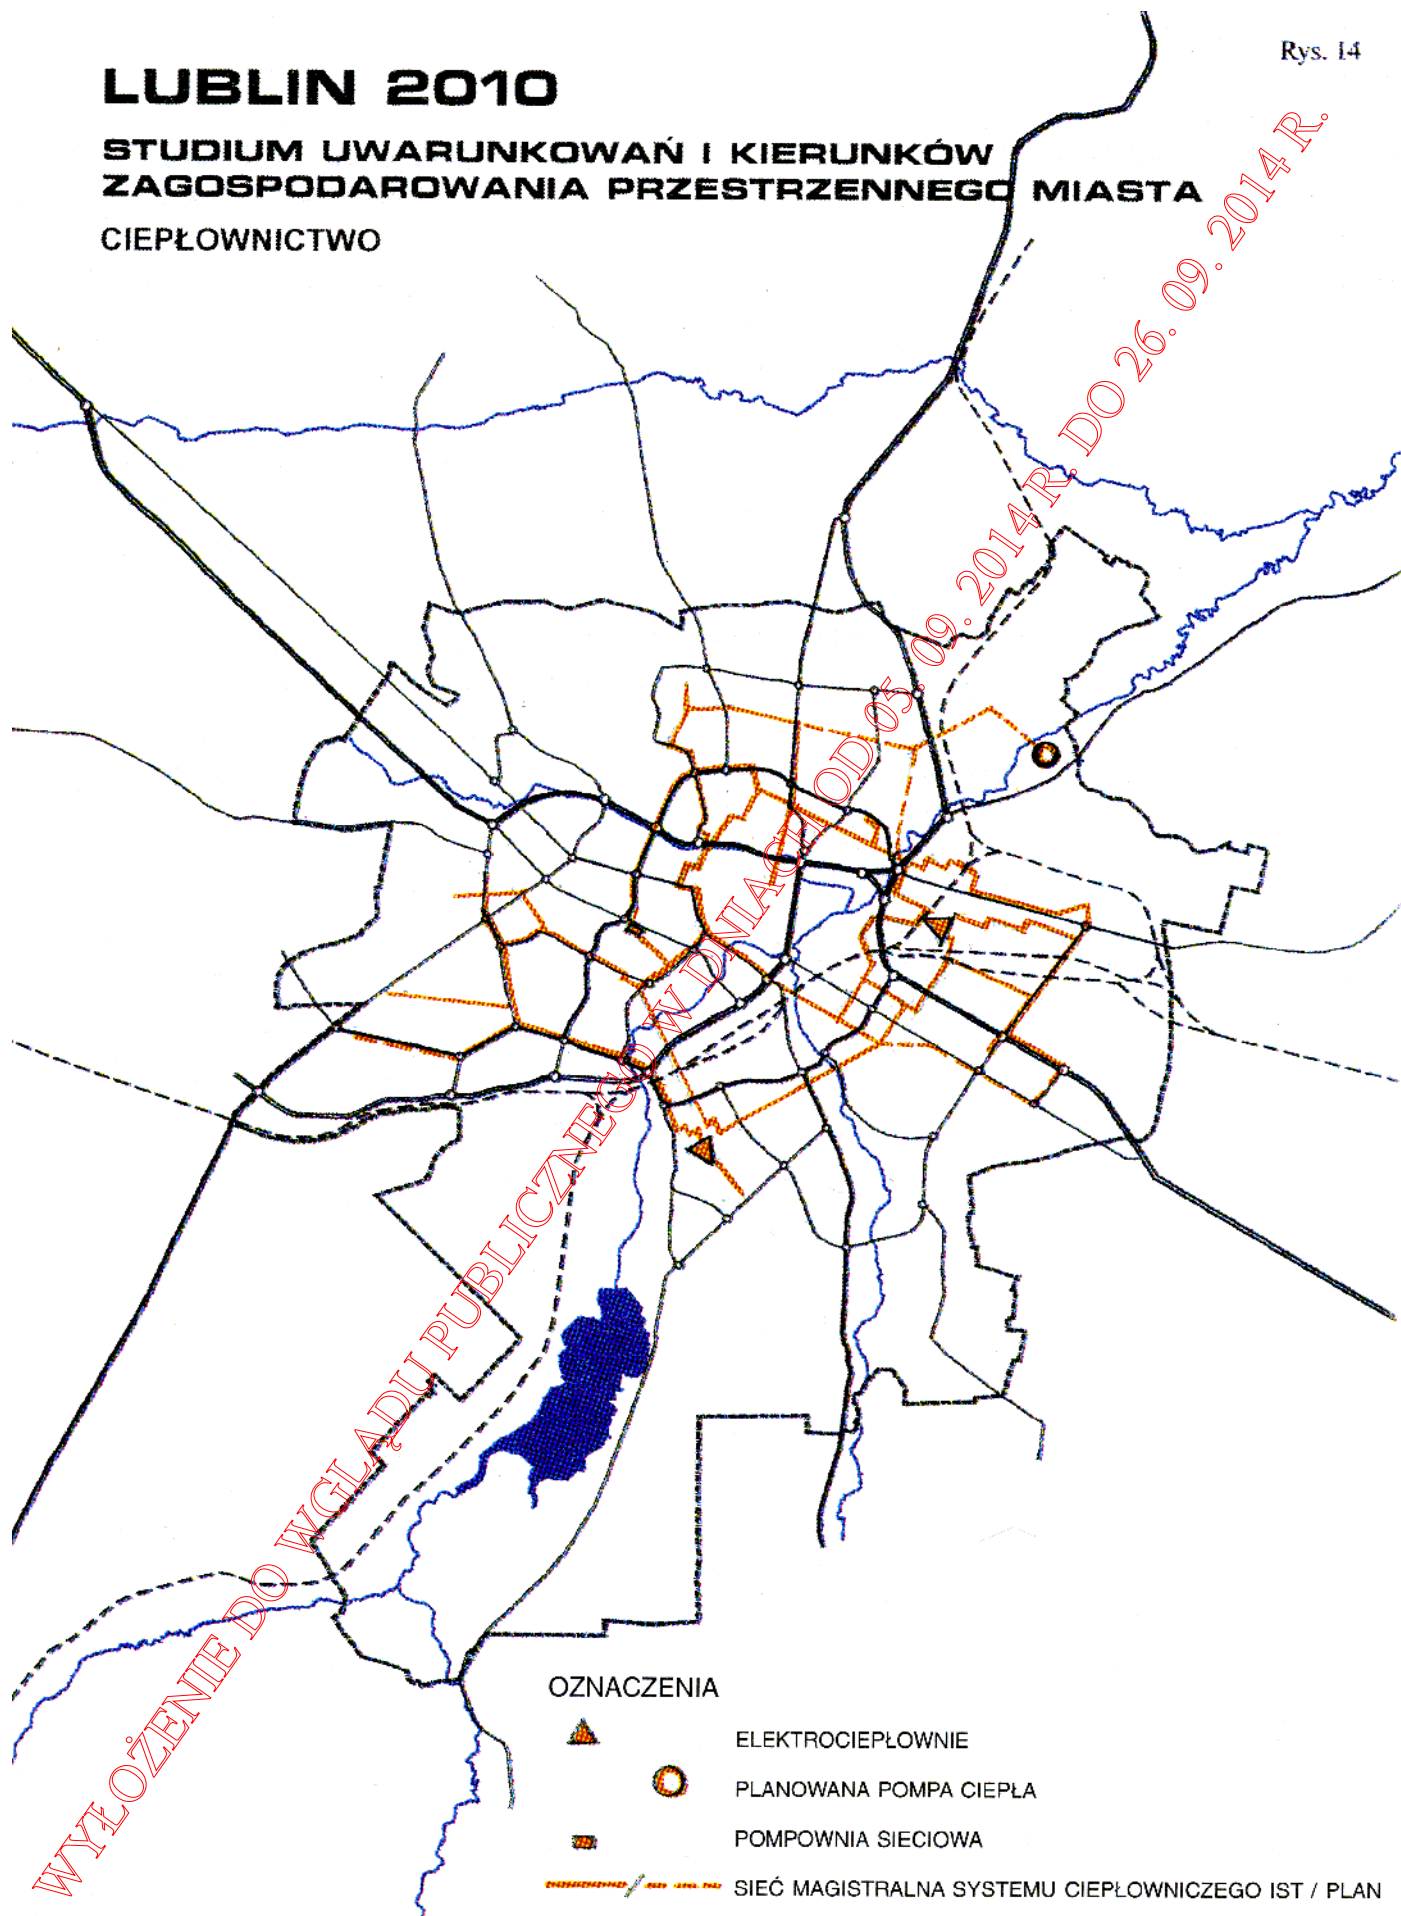 Rys. 14
LUBLIN 2010
STUDIUM UWARUNKOWAŃ I KIERUNKÓW
ZAGOSPODAROWANIA PRZESTRZENNEGO MIASTA
CIEPŁOWNICTWO
WYŁOŻENIE DO WGLĄDU PUBLICZNEGO W DNIACH OD 05. 09. 2014 R. DO 26. 09. 2014 R.
OZNACZENIA
ELEKTROCIEPŁOWNIE
PLANOWANA POMPA CIEPŁA
POMPOWNIA SIECIOWA
SIEĆ MAGISTRALNA SYSTEMU CIEPŁOWNICZEGO IST / PLAN